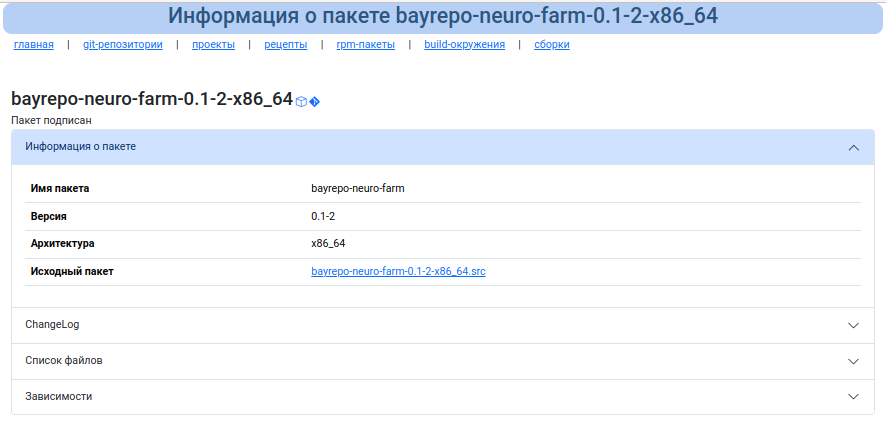 Информация о пакете bayrepo-neuro-farm-0.1-2-x86_64
главная | git-репозитории | проекты | рецепты | rpm-пакеты | build-окружения | сборки
bayrepo-neuro-farm-0.1-2-x86_64
Пакет подписан
Информация о пакете
Имя пакета bayrepo-neuro-farm
Версия 0.1-2
Архитектура x86_64
Исходный пакет bayrepo-neuro-farm-0.1-2-x86_64.src
ChangeLog
Список файлов
Зависимости